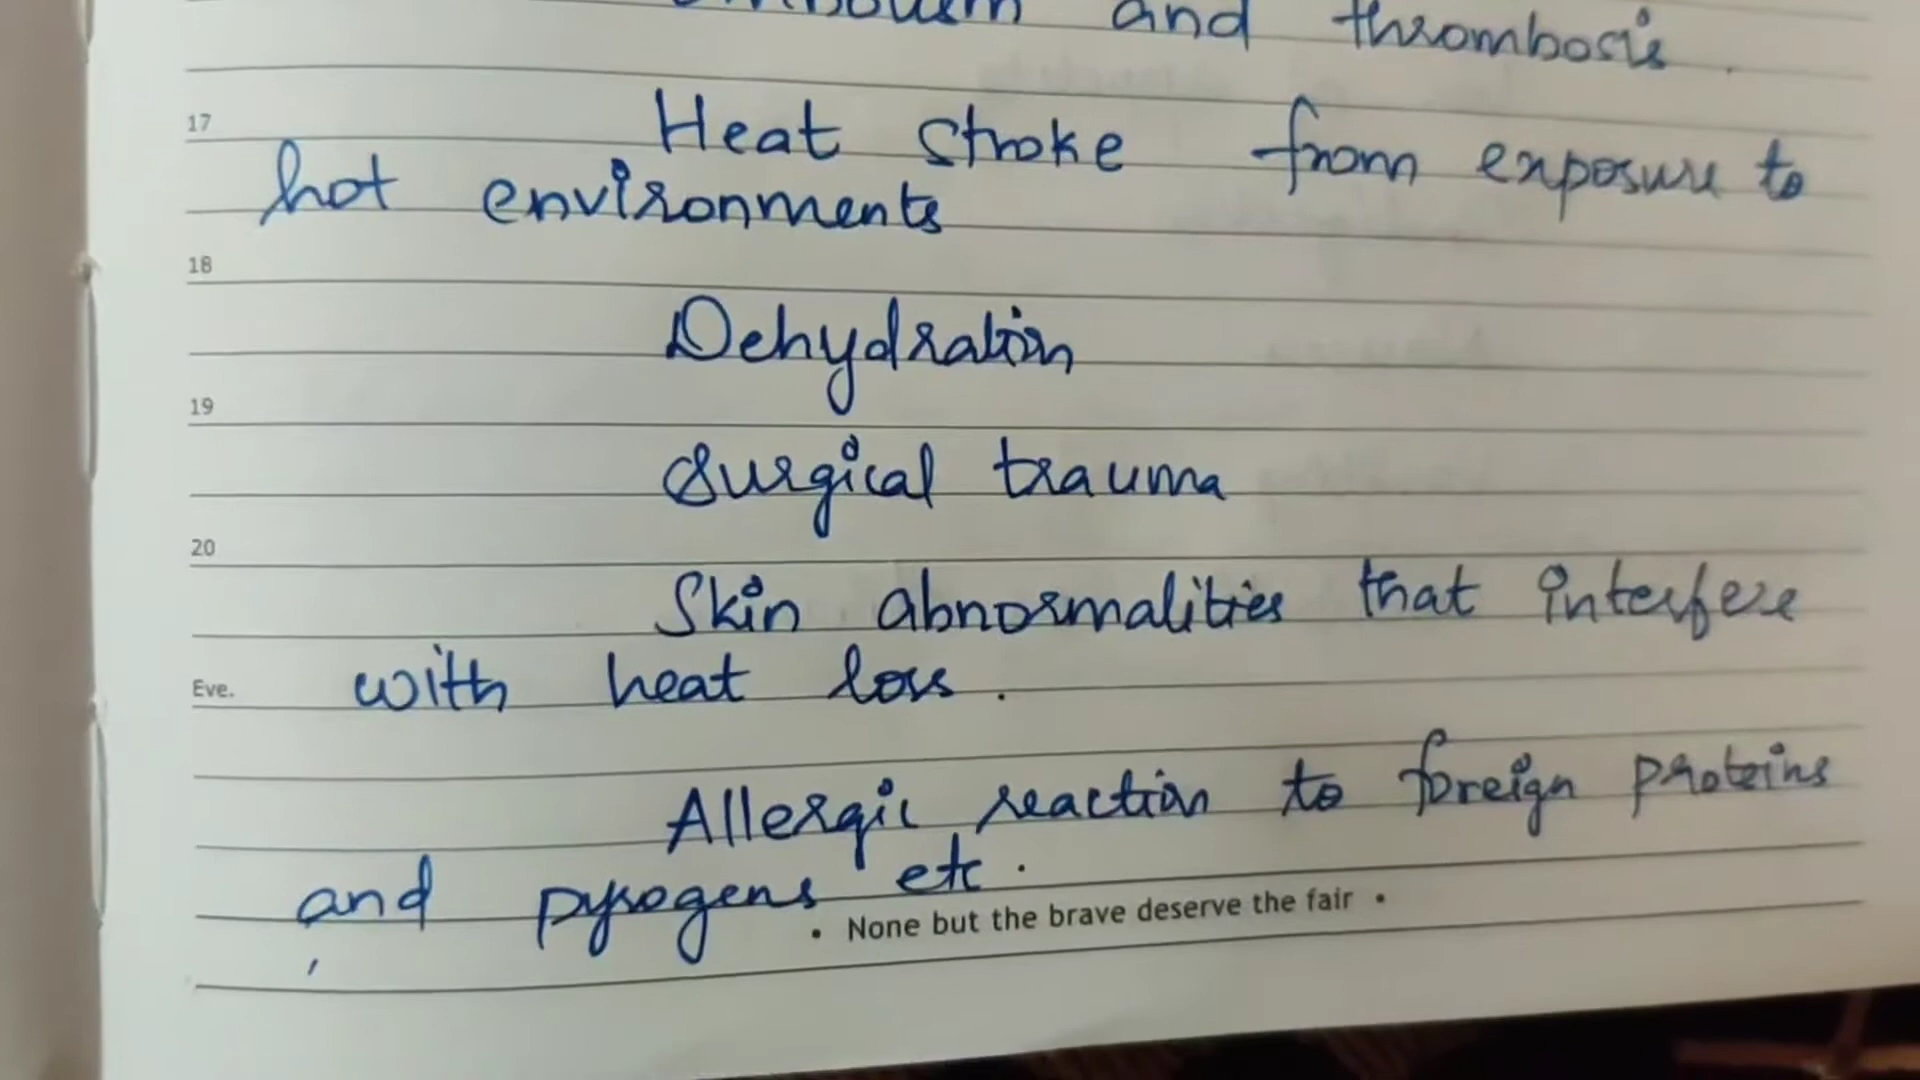 and thrombosis.
17
Heat stroke from exposure to
hot environments
18
Dehydration
19
Surgical trauma
20
Skin abnormalities that interfere
Eve. with heat loss.
Allergic reaction to foreign proteins
and pyrogens etc.
• None but the brave deserve the fair •